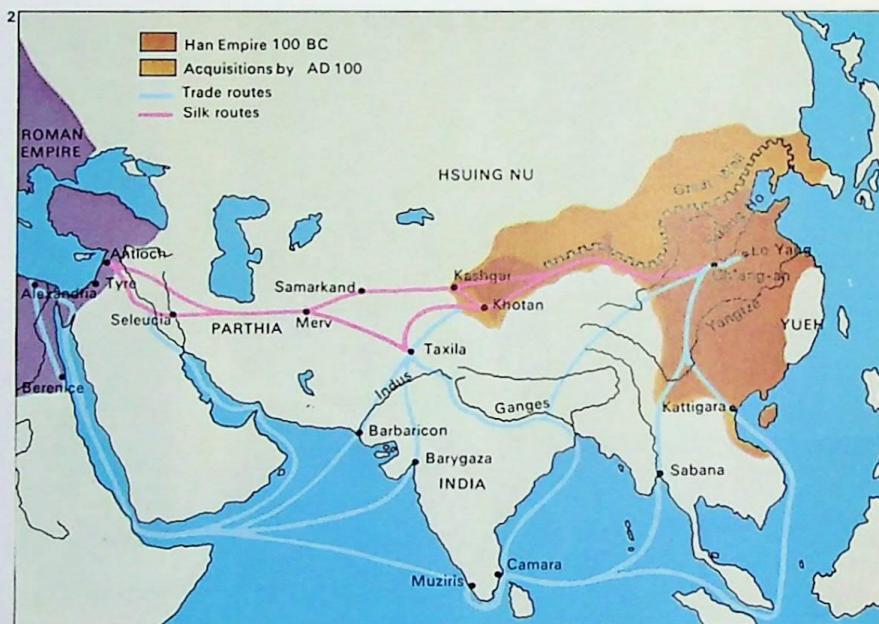 2
Han Empire 100 BC
Acquisitions by AD 100
Trade routes
Silk routes
ROMAN
EMPIRE
HSUING NU
Great Wall
Antioch
Tyre
Alexandria
Seleucia
PARTHIA
Merv
Samarkand
Kashgar
Khotan
Lo Yang
Ch'ang-an
Yangtze
YUEH
Taxila
Indus
Ganges
Berenice
Kattigara
Barbaricon
Barygaza
INDIA
Sabana
Muziris
Camara